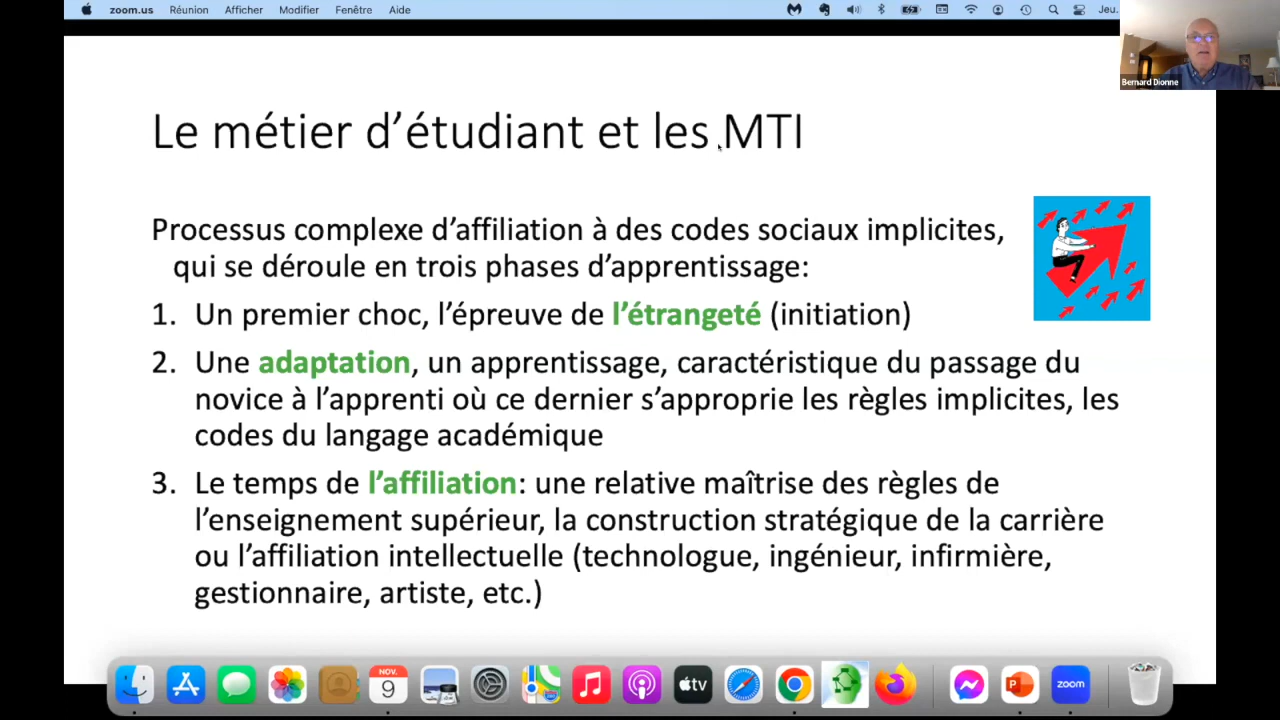 zoom.us Réunion Afficher Modifier Fenêtre Aide Jeu.
Bernard Dionne
Le métier d’étudiant et les MTI
Processus complexe d’affiliation à des codes sociaux implicites,
qui se déroule en trois phases d’apprentissage:
1. Un premier choc, l’épreuve de l’étrangeté (initiation)
2. Une adaptation, un apprentissage, caractéristique du passage du
novice à l’apprenti où ce dernier s’approprie les règles implicites, les
codes du langage académique
3. Le temps de l’affiliation: une relative maîtrise des règles de
l’enseignement supérieur, la construction stratégique de la carrière
ou l’affiliation intellectuelle (technologue, ingénieur, infirmière,
gestionnaire, artiste, etc.)
NOV.
9
tv
P
zoom